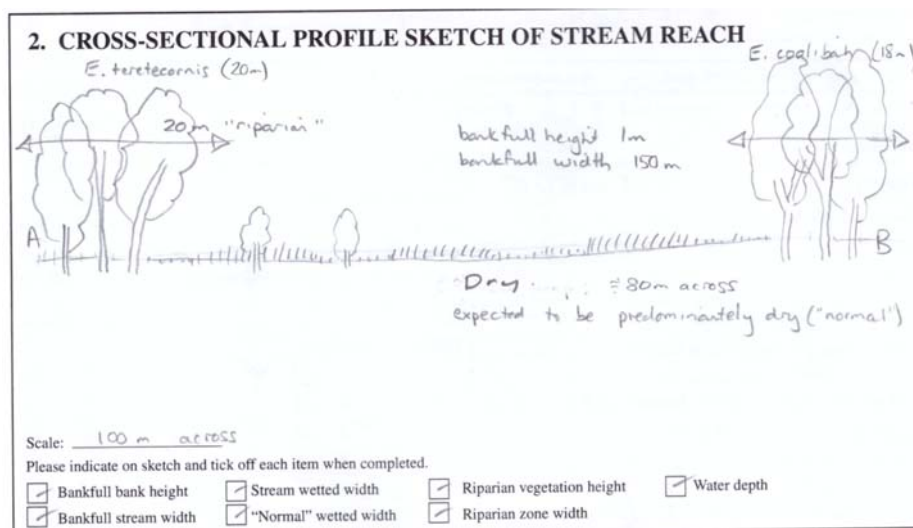 2. CROSS-SECTIONAL PROFILE SKETCH OF STREAM REACH
E. teretecornis (20m)
E. coolibah (18m)
20m "riparian"
bankfull height 1m
bankfull width 150m
A
B
Dry ≈80m across
expected to be predominately dry ("normal")
Scale: 100 m across
Please indicate on sketch and tick off each item when completed.
Bankfull bank height
Stream wetted width
Riparian vegetation height
Water depth
Bankfull stream width
"Normal" wetted width
Riparian zone width